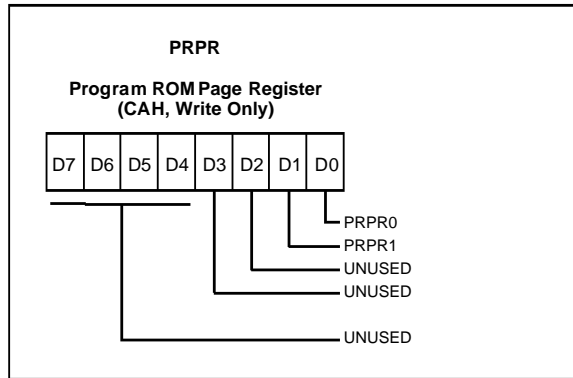 PRPR
Program ROM Page Register
(CAH, Write Only)
D7 D6 D5 D4 D3 D2 D1 D0
PRPR0
PRPR1
UNUSED
UNUSED
UNUSED